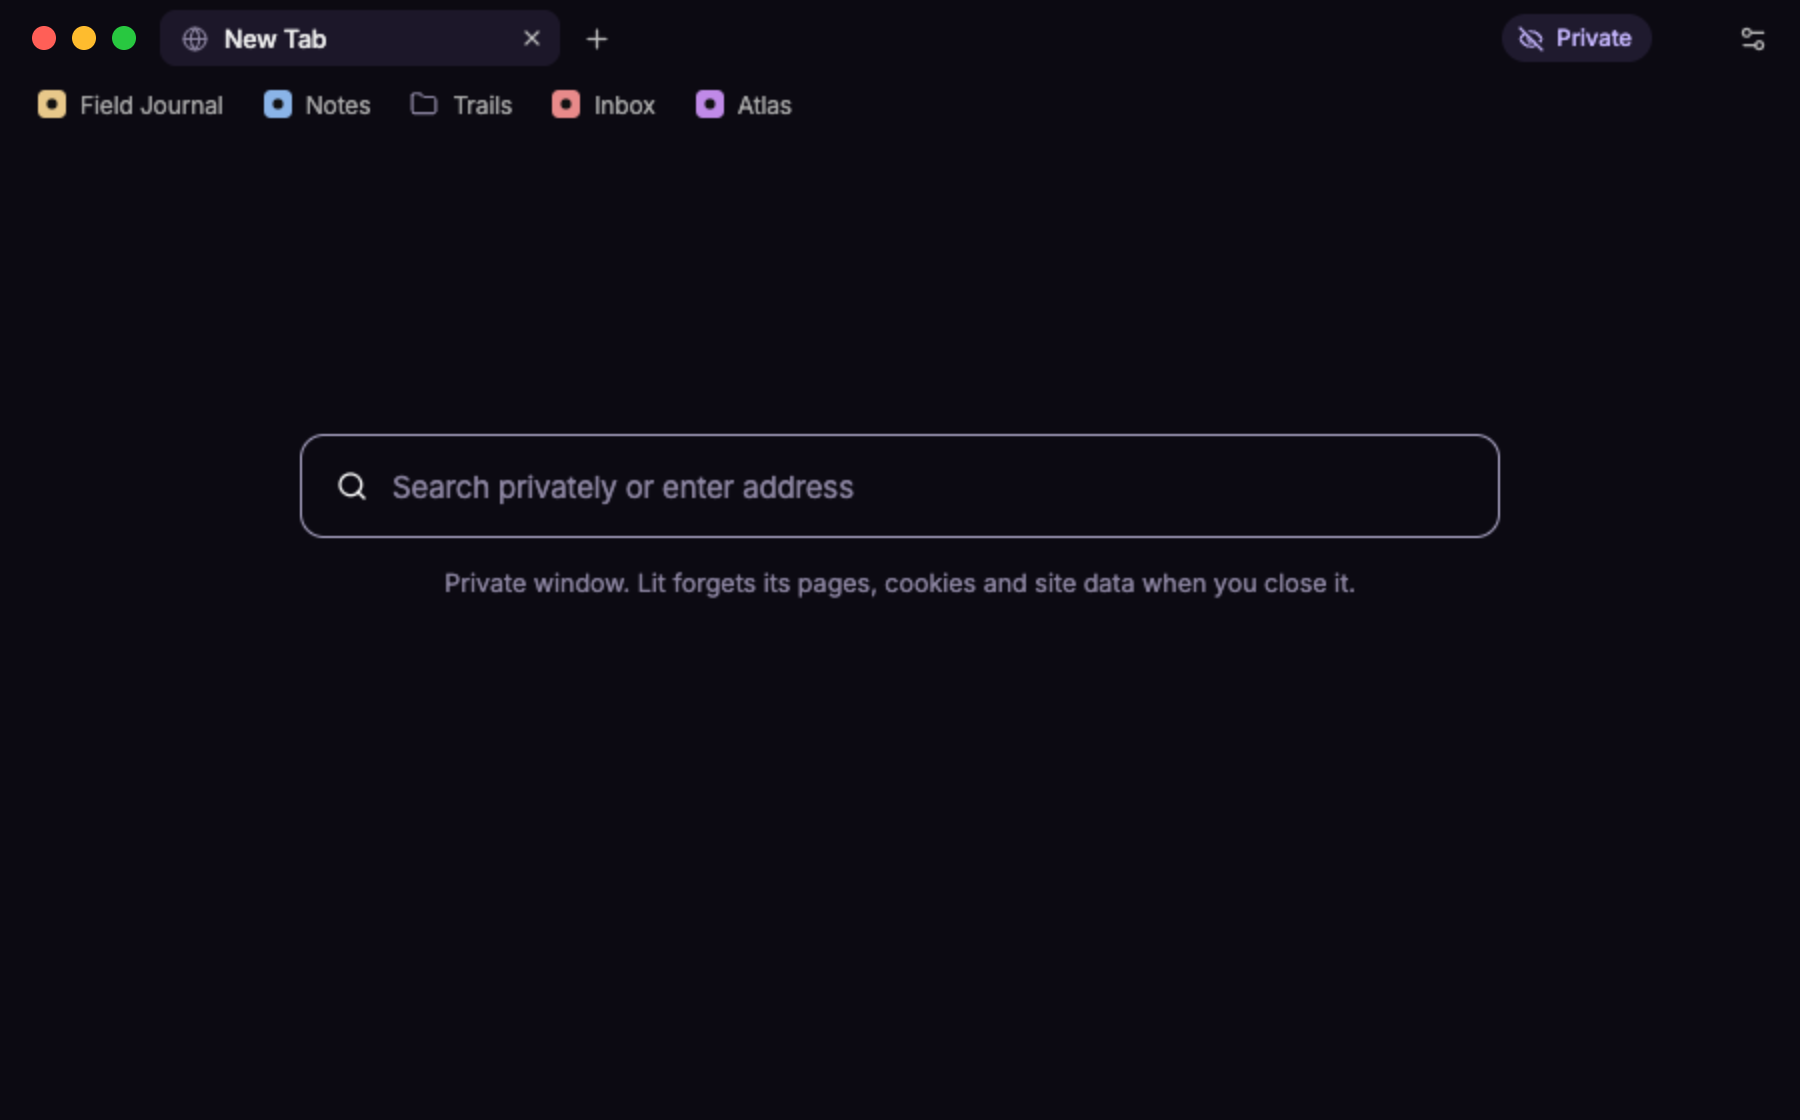 New Tab
Private
Field Journal
Notes
Trails
Inbox
Atlas
Search privately or enter address
Private window. Lit forgets its pages, cookies and site data when you close it.